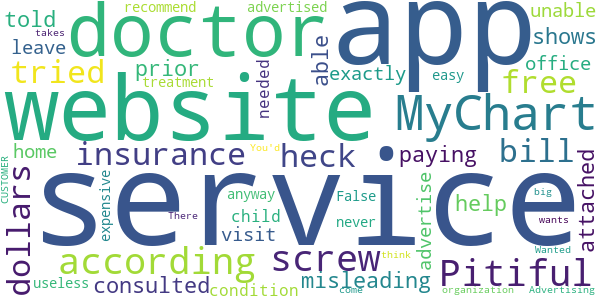 recommend advertised
told doctor app unable
takes leave shows
tried prior able needed exactly easy office
treatment free
website MyChart
home You'd insurance heck paying bill
CUSTOMER dollars expensive service attached
There anyway False child never visit advertise help big wants
according screw Wanted think
useless consulted condition come misleading Pitiful
organization Advertising